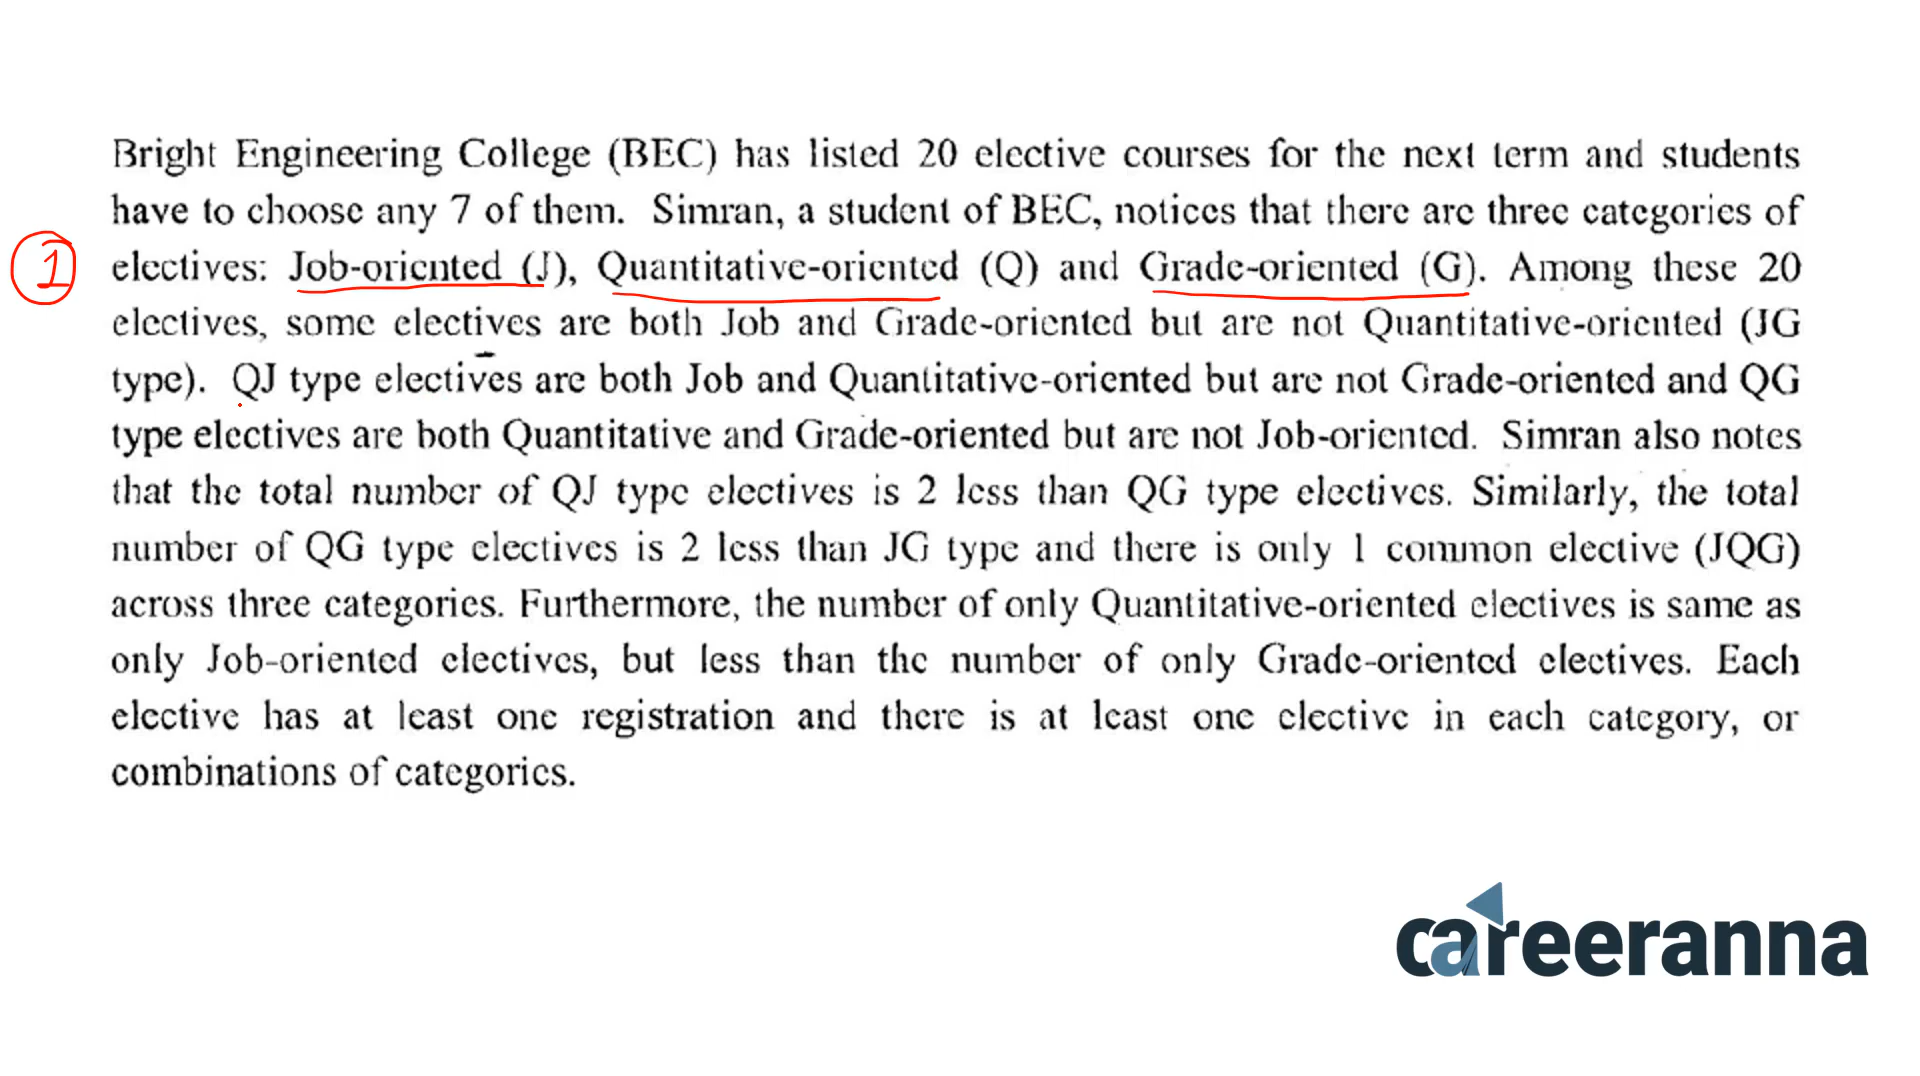 Bright Engineering College (BEC) has listed 20 elective courses for the next term and students
have to choose any 7 of them. Simran, a student of BEC, notices that there are three categories of
1
electives: Job-oriented (J), Quantitative-oriented (Q) and Grade-oriented (G). Among these 20
electives, some electives are both Job and Grade-oriented but are not Quantitative-oriented (JG
type). QJ type electives are both Job and Quantitative-oriented but are not Grade-oriented and QG
type electives are both Quantitative and Grade-oriented but are not Job-oriented. Simran also notes
that the total number of QJ type electives is 2 less than QG type electives. Similarly, the total
number of QG type electives is 2 less than JG type and there is only 1 common elective (JQG)
across three categories. Furthermore, the number of only Quantitative-oriented electives is same as
only Job-oriented electives, but less than the number of only Grade-oriented electives. Each
elective has at least one registration and there is at least one elective in each category, or
combinations of categories.
careeranna